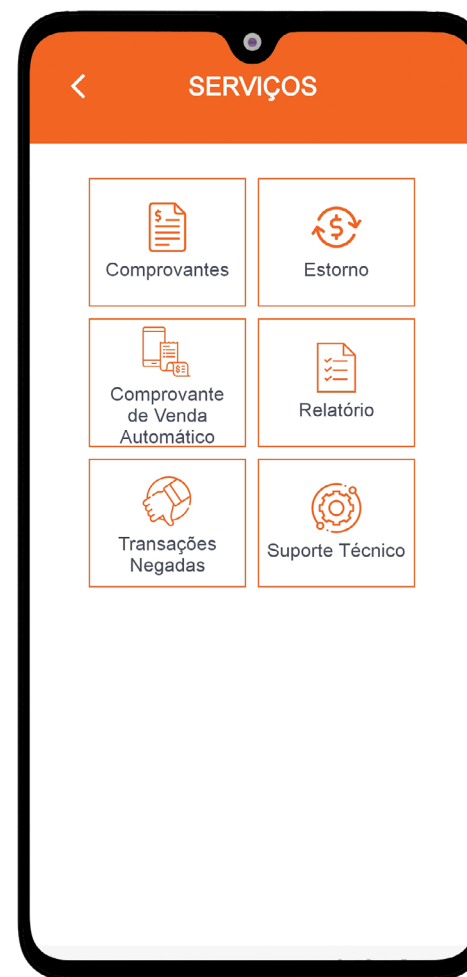 SERVIÇOS
Comprovantes
Estorno
Comprovante
de Venda
Automático
Relatório
Transações
Negadas
Suporte Técnico